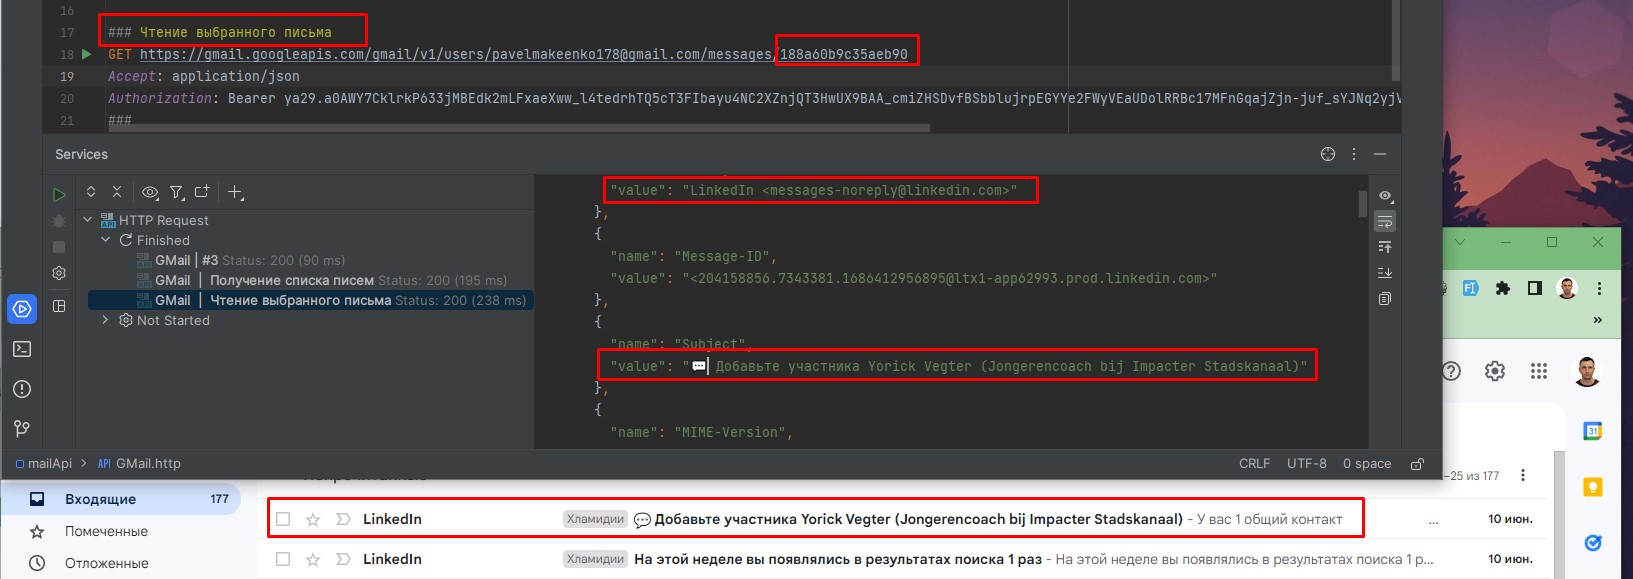 16
17 ### Чтение выбранного письма
18 GET https://gmail.googleapis.com/gmail/v1/users/pavelmakeenko178@gmail.com/messages/188a60b9c35aeb90
19 Accept: application/json
20 Authorization: Bearer ya29.a0AWY7CklrkP633jMBEdk2mLFxaeXww_l4tedrhTQ5cT3FIbayu4NC2XZnjQT3HwUX9BAA_cmiZHSDvfBSbblujrpEGYYe2FWyVEaUDolRRBc17MFnGqajZjn-juf_sYJNq2yjV
21 ###
Services
"value": "LinkedIn <messages-noreply@linkedin.com>"
},
{
"name": "Message-ID",
"value": "<204158856.7343381.1686412956895@ltx1-app62993.prod.linkedin.com>"
},
{
"name": "Subject",
"value": "💬 Добавьте участника Yorick Vegter (Jongerencoach bij Impacter Stadskanaal)"
},
{
"name": "MIME-Version",
HTTP Request
Finished
GMail | #3 Status: 200 (90 ms)
GMail | Получение списка писем Status: 200 (195 ms)
GMail | Чтение выбранного письма Status: 200 (238 ms)
Not Started
mailApi > API GMail.http
CRLF UTF-8 0 space
–25 из 177
Входящие 177
Помеченные
Отложенные
LinkedIn Хламидии 💬 Добавьте участника Yorick Vegter (Jongerencoach bij Impacter Stadskanaal) - У вас 1 общий контакт ... 10 июн.
LinkedIn Хламидии На этой неделе вы появлялись в результатах поиска 1 раз - На этой неделе вы появлялись в результатах поиска 1 р... 10 июн.
31